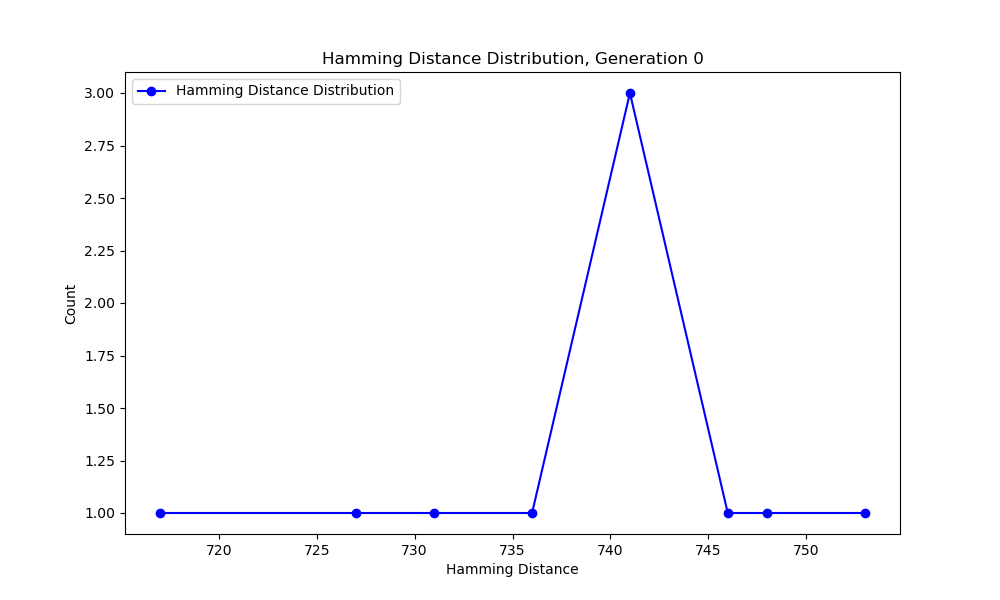 Hamming Distance Distribution, Generation 0
Hamming Distance Distribution
3.00
2.75
2.50
2.25
2.00
1.75
1.50
1.25
1.00
Count
720 725 730 735 740 745 750
Hamming Distance